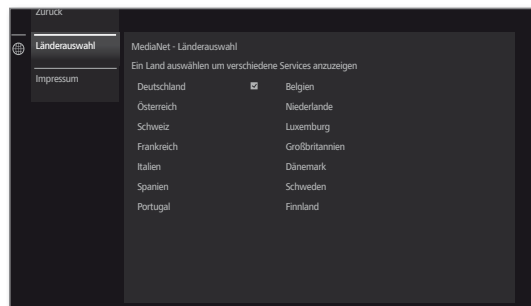 Zurück
Länderauswahl
Impressum
MediaNet - Länderauswahl
Ein Land auswählen um verschiedene Services anzuzeigen
Deutschland
Belgien
Österreich
Niederlande
Schweiz
Luxemburg
Frankreich
Großbritannien
Italien
Dänemark
Spanien
Schweden
Portugal
Finnland